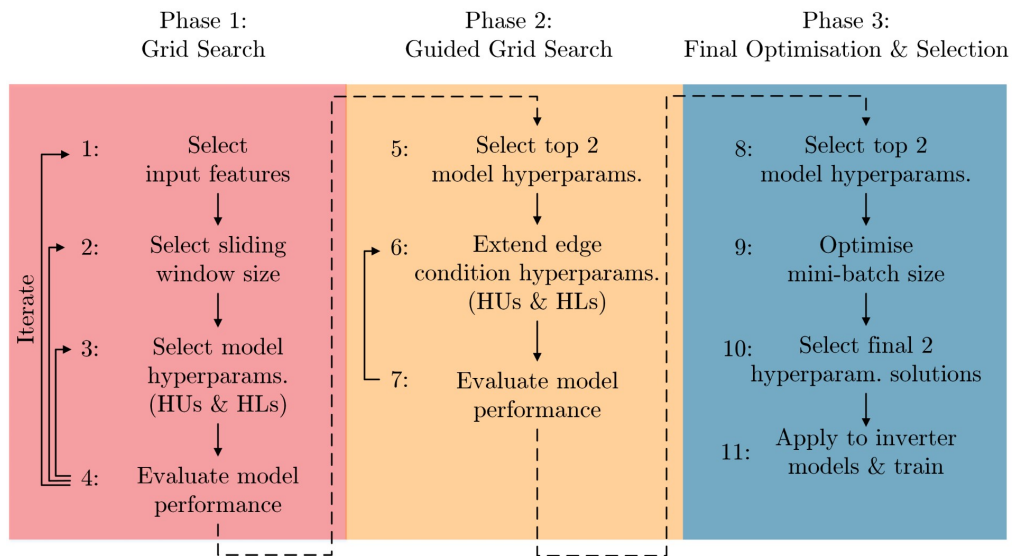 Phase 1:
Grid Search
Phase 2:
Guided Grid Search
Phase 3:
Final Optimisation & Selection
Iterate
1: Select
input features
2: Select sliding
window size
3: Select model
hyperparams.
(HUs & HLs)
4: Evaluate model
performance
5: Select top 2
model hyperparams.
6: Extend edge
condition hyperparams.
(HUs & HLs)
7: Evaluate model
performance
8: Select top 2
model hyperparams.
9: Optimise
mini-batch size
10: Select final 2
hyperparam. solutions
11: Apply to inverter
models & train